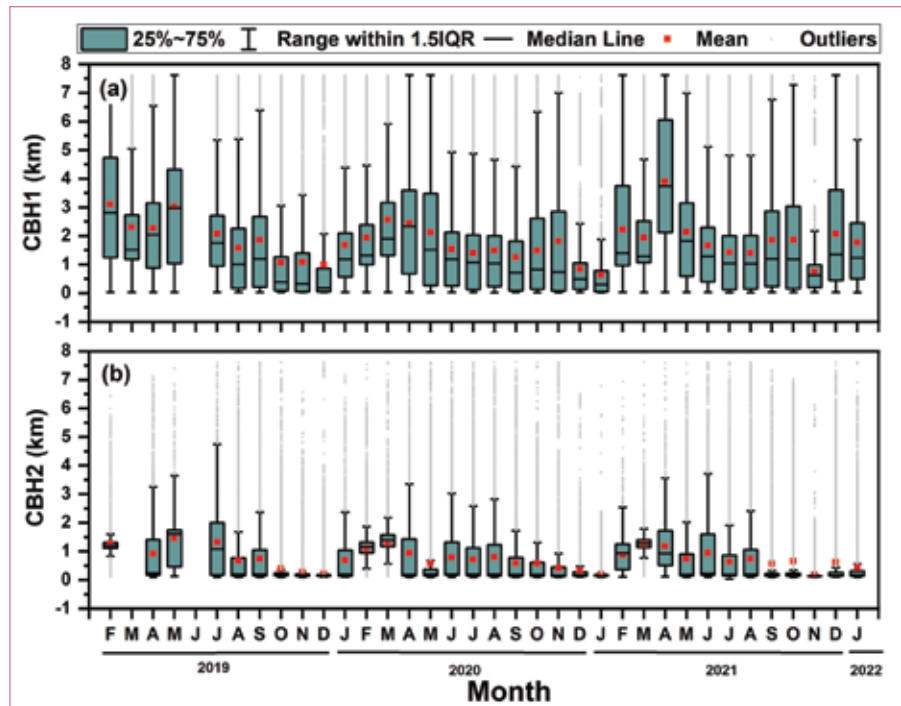 25%~75% Range within 1.5IQR Median Line Mean Outliers
(a)
CBH1 (km)
8
7
6
5
4
3
2
1
0
-1
(b)
CBH2 (km)
8
7
6
5
4
3
2
1
0
-1
F M A M J J A S O N D J F M A M J J A S O N D J F M A M J J A S O N D J
2019 2020 2021 2022
Month